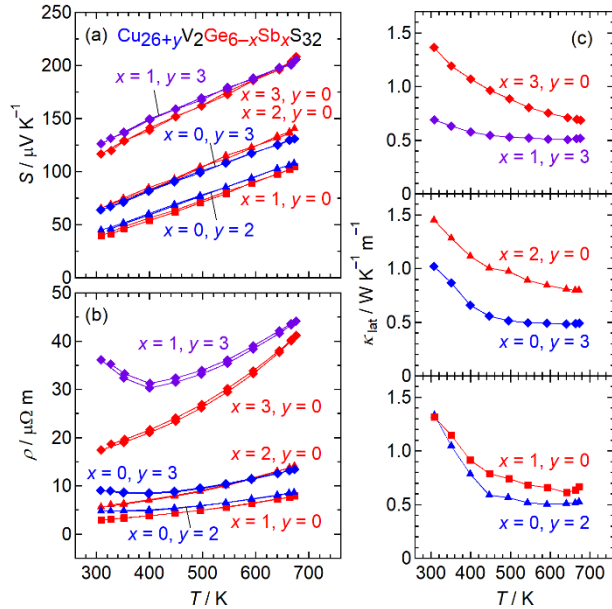 (a) Cu₂₆₊yV₂Ge₆₋ₓSbₓS₃₂
250
200
150
100
50
0
S / μV K⁻¹
x = 1, y = 3
x = 3, y = 0
x = 2, y = 0
x = 0, y = 3
x = 1, y = 0
x = 0, y = 2
(b)
50
40
30
20
10
0
ρ / μΩ m
x = 1, y = 3
x = 3, y = 0
x = 2, y = 0
x = 0, y = 3
x = 1, y = 0
x = 0, y = 2
300 400 500 600 700
T / K
(c)
1.5
1.0
0.5
x = 3, y = 0
x = 1, y = 3
1.5
1.0
0.5
κlat / W K⁻¹ m⁻¹
x = 2, y = 0
x = 0, y = 3
1.5
1.0
0.5
0
x = 1, y = 0
x = 0, y = 2
300 400 500 600 700
T / K